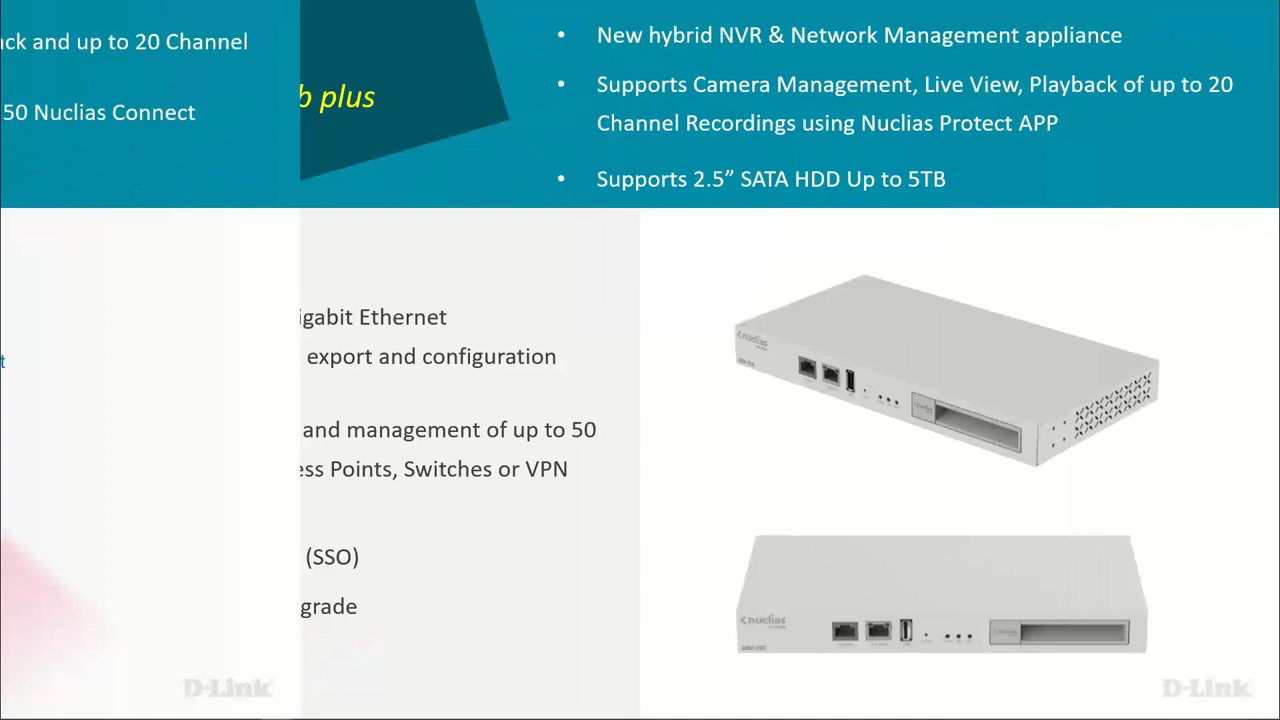 ck and up to 20 Channel
50 Nuclias Connect
t
D-Link
b plus
• New hybrid NVR & Network Management appliance
• Supports Camera Management, Live View, Playback of up to 20
Channel Recordings using Nuclias Protect APP
• Supports 2.5” SATA HDD Up to 5TB
igabit Ethernet
export and configuration
and management of up to 50
ess Points, Switches or VPN
(SSO)
grade
nuclias
nuclias
D-Link